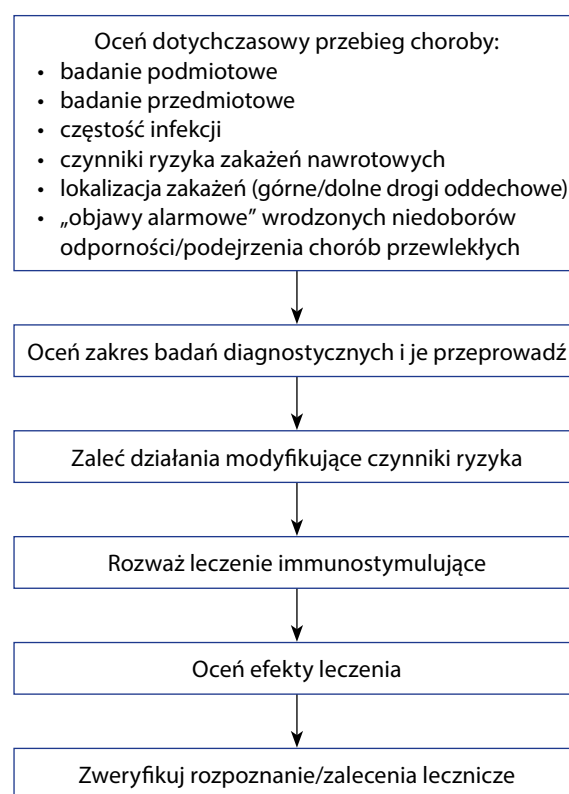 Oceń dotychczasowy przebieg choroby:
• badanie podmiotowe
• badanie przedmiotowe
• częstość infekcji
• czynniki ryzyka zakażeń nawrotowych
• lokalizacja zakażeń (górne/dolne drogi oddechowe)
• „objawy alarmowe” wrodzonych niedoborów
odporności/podejrzenia chorób przewlekłych
Oceń zakres badań diagnostycznych i je przeprowadź
Zaleć działania modyfikujące czynniki ryzyka
Rozważ leczenie immunostymulujące
Oceń efekty leczenia
Zweryfikuj rozpoznanie/zalecenia lecznicze